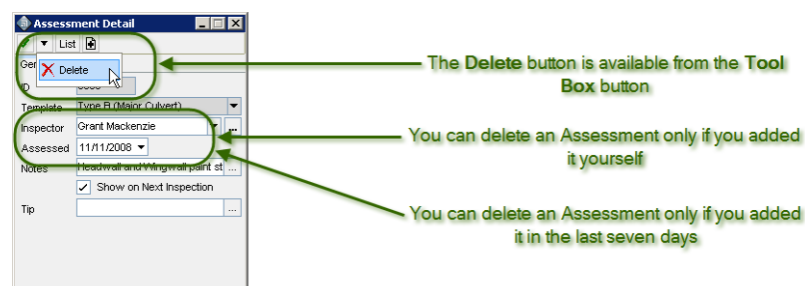 Assessment Detail
List
Delete
The Delete button is available from the Tool
Box button
Template Type B (Major Culvert)
Inspector Grant Mackenzie ...
Assessed 11/11/2008
You can delete an Assessment only if you added
it yourself
Notes Headwall and Wingwall paint st ...
Show on Next Inspection
Tip ...
You can delete an Assessment only if you added
it in the last seven days